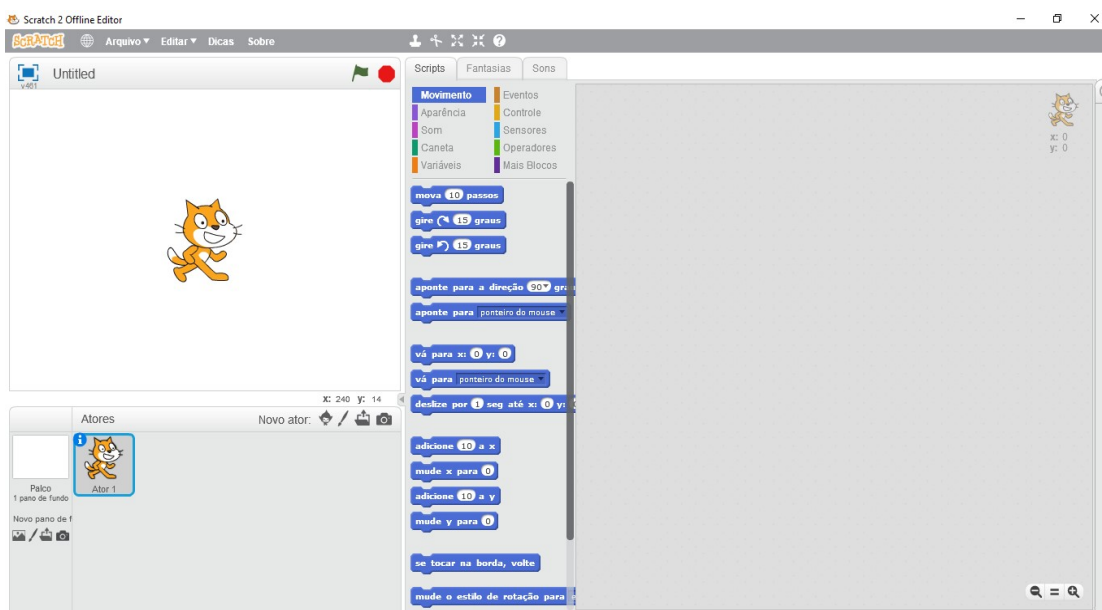 Scratch 2 Offline Editor
SCRATCH Arquivo Editar Dicas Sobre
Untitled
v461
Scripts Fantasias Sons
Movimento Eventos
Aparência Controle
Som Sensores
Caneta Operadores
Variáveis Mais Blocos
x: 0
y: 0
mova 10 passos
gire 15 graus
gire 15 graus
aponte para a direção 90
aponte para ponteiro do mouse
vá para x: 0 y: 0
vá para ponteiro do mouse
deslize por 1 seg até x: 0 y:
adicione 10 a x
mude x para 0
adicione 10 a y
mude y para 0
se tocar na borda, volte
mude o estilo de rotação para
x: 240 y: 14
Atores Novo ator:
Palco
1 pano de fundo
Ator 1
Novo pano de f